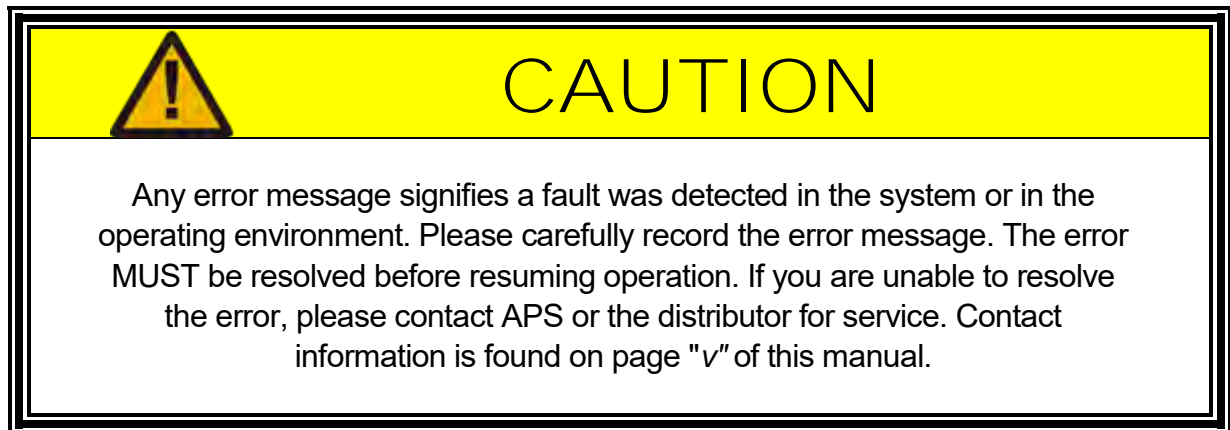 CAUTION
Any error message signifies a fault was detected in the system or in the
operating environment. Please carefully record the error message. The error
MUST be resolved before resuming operation. If you are unable to resolve
the error, please contact APS or the distributor for service. Contact
information is found on page "v" of this manual.